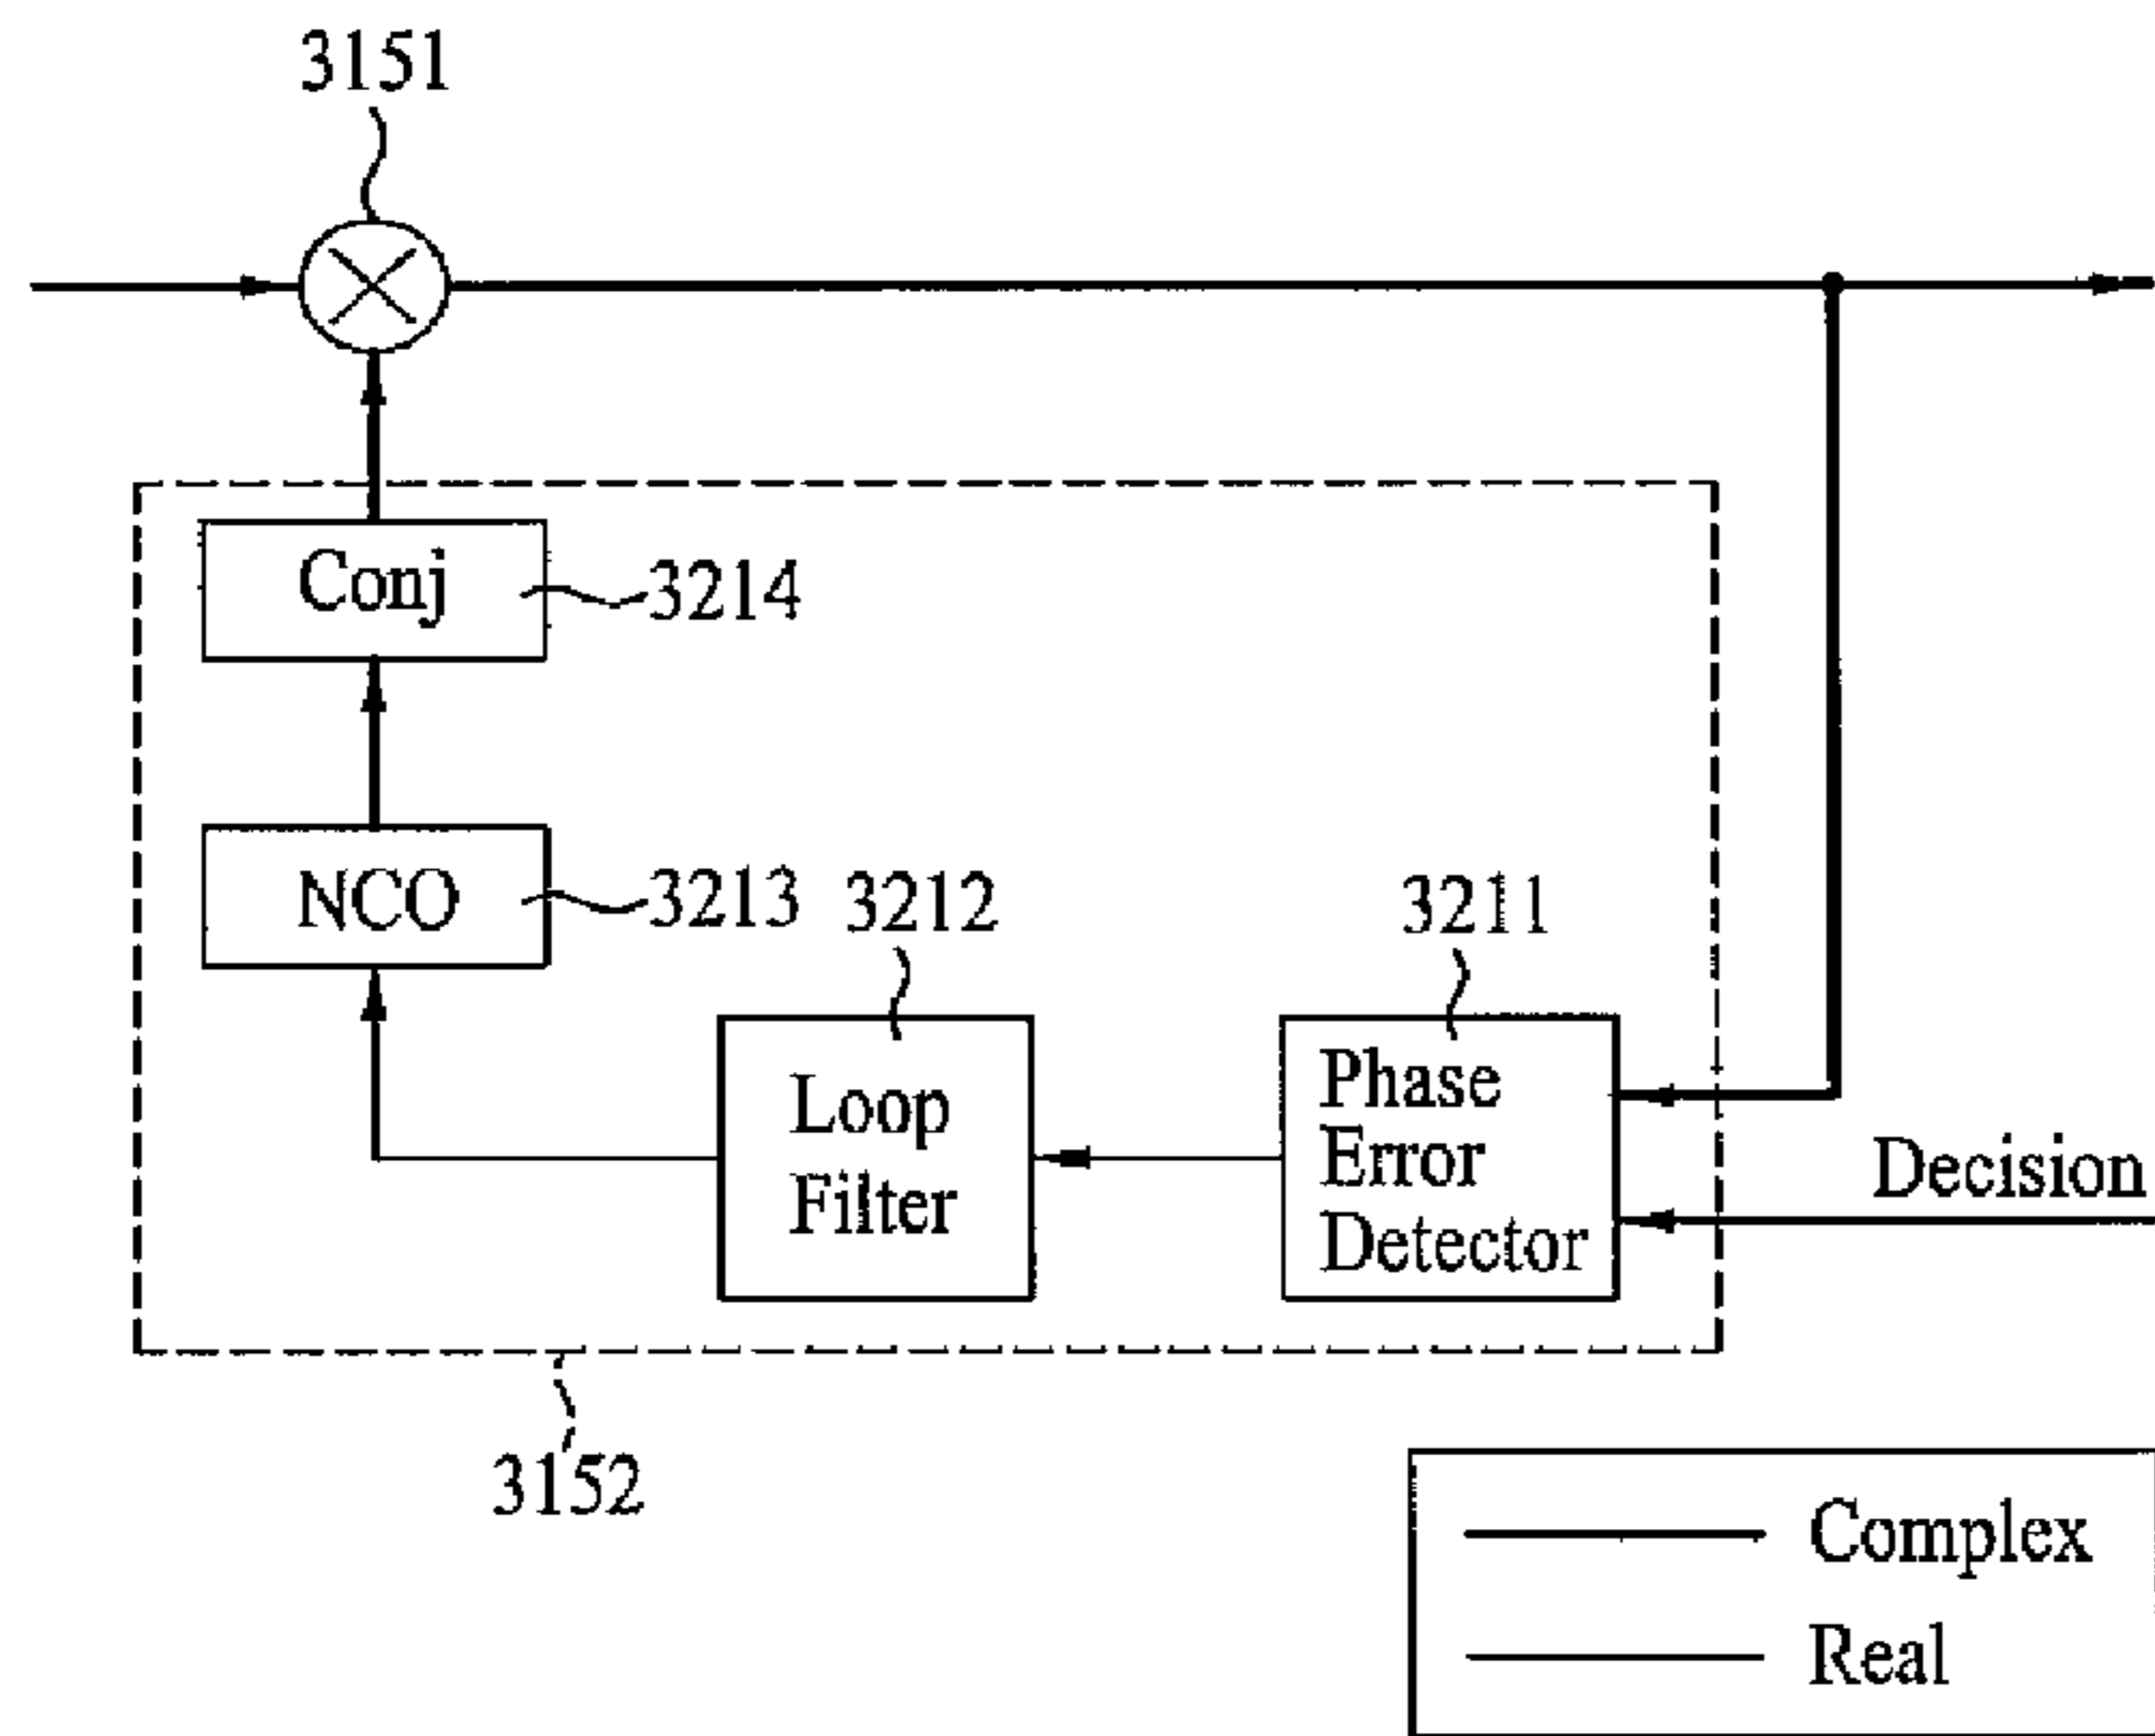 3151
Conj
3214
NCO
3213
3212
3211
Loop
Filter
Phase
Error
Detector
Decision
3152
Complex
Real